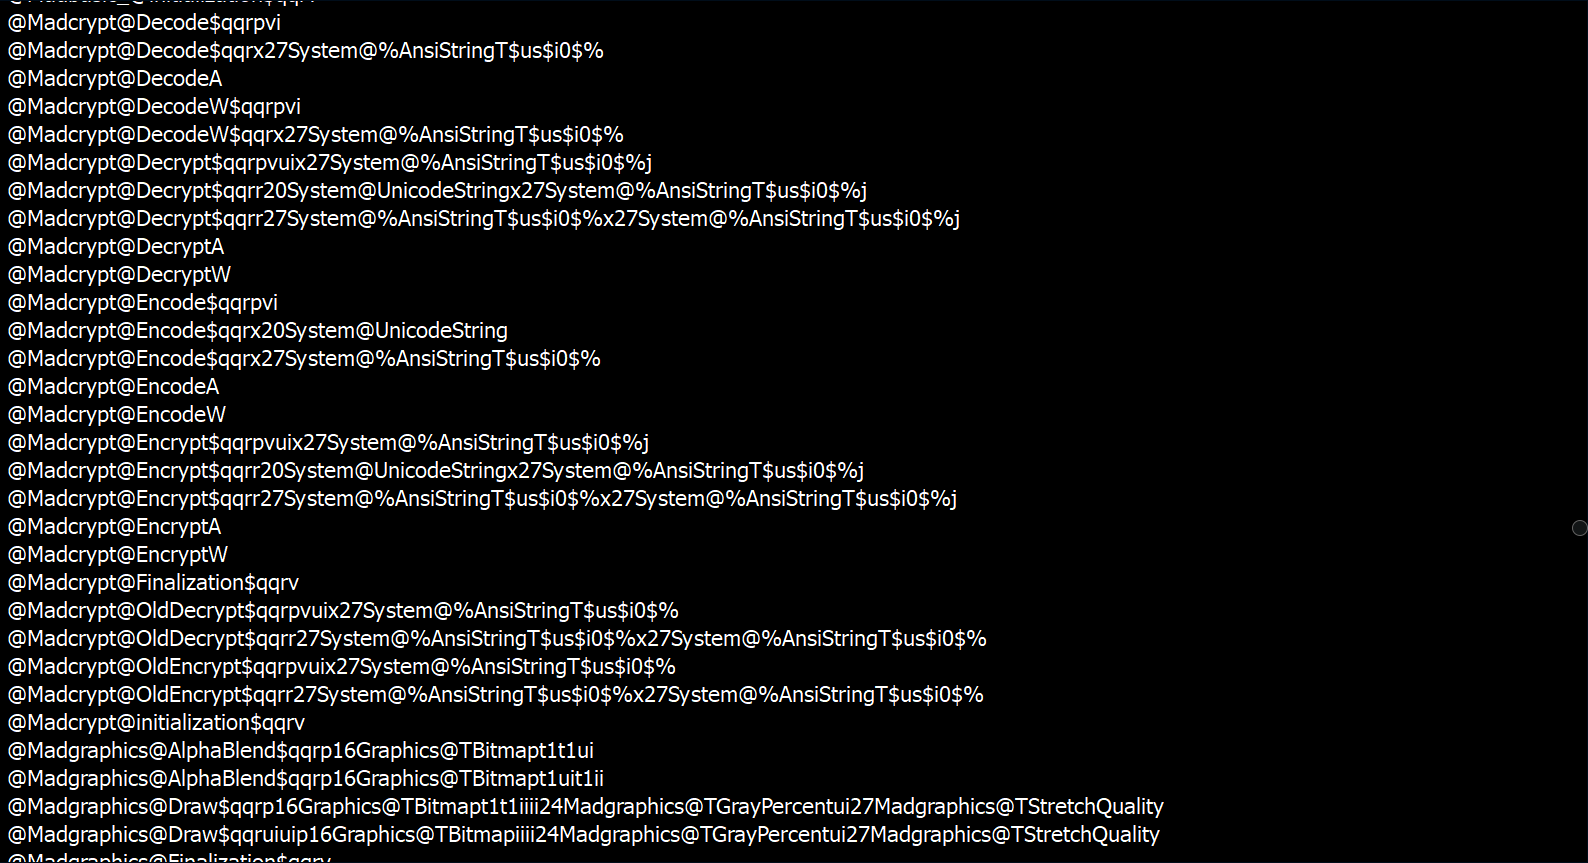 @Madcrypt@Decode$qqrpvi
@Madcrypt@Decode$qqrx27System@%AnsiStringT$us$i0$%
@Madcrypt@DecodeA
@Madcrypt@DecodeW$qqrpvi
@Madcrypt@DecodeW$qqrx27System@%AnsiStringT$us$i0$%
@Madcrypt@Decrypt$qqrpvuix27System@%AnsiStringT$us$i0$%j
@Madcrypt@Decrypt$qqrr20System@UnicodeStringx27System@%AnsiStringT$us$i0$%j
@Madcrypt@Decrypt$qqrr27System@%AnsiStringT$us$i0$%x27System@%AnsiStringT$us$i0$%j
@Madcrypt@DecryptA
@Madcrypt@DecryptW
@Madcrypt@Encode$qqrpvi
@Madcrypt@Encode$qqrx20System@UnicodeString
@Madcrypt@Encode$qqrx27System@%AnsiStringT$us$i0$%
@Madcrypt@EncodeA
@Madcrypt@EncodeW
@Madcrypt@Encrypt$qqrpvuix27System@%AnsiStringT$us$i0$%j
@Madcrypt@Encrypt$qqrr20System@UnicodeStringx27System@%AnsiStringT$us$i0$%j
@Madcrypt@Encrypt$qqrr27System@%AnsiStringT$us$i0$%x27System@%AnsiStringT$us$i0$%j
@Madcrypt@EncryptA
@Madcrypt@EncryptW
@Madcrypt@Finalization$qqrv
@Madcrypt@OldDecrypt$qqrpvuix27System@%AnsiStringT$us$i0$%
@Madcrypt@OldDecrypt$qqrr27System@%AnsiStringT$us$i0$%x27System@%AnsiStringT$us$i0$%
@Madcrypt@OldEncrypt$qqrpvuix27System@%AnsiStringT$us$i0$%
@Madcrypt@OldEncrypt$qqrr27System@%AnsiStringT$us$i0$%x27System@%AnsiStringT$us$i0$%
@Madcrypt@initialization$qqrv
@Madgraphics@AlphaBlend$qqrp16Graphics@TBitmapt1t1ui
@Madgraphics@AlphaBlend$qqrp16Graphics@TBitmapt1uit1ii
@Madgraphics@Draw$qqrp16Graphics@TBitmapt1t1iiii24Madgraphics@TGrayPercentui27Madgraphics@TStretchQuality
@Madgraphics@Draw$qqruiuip16Graphics@TBitmapiiii24Madgraphics@TGrayPercentui27Madgraphics@TStretchQuality
@Madgraphics@Finalization$qqrv